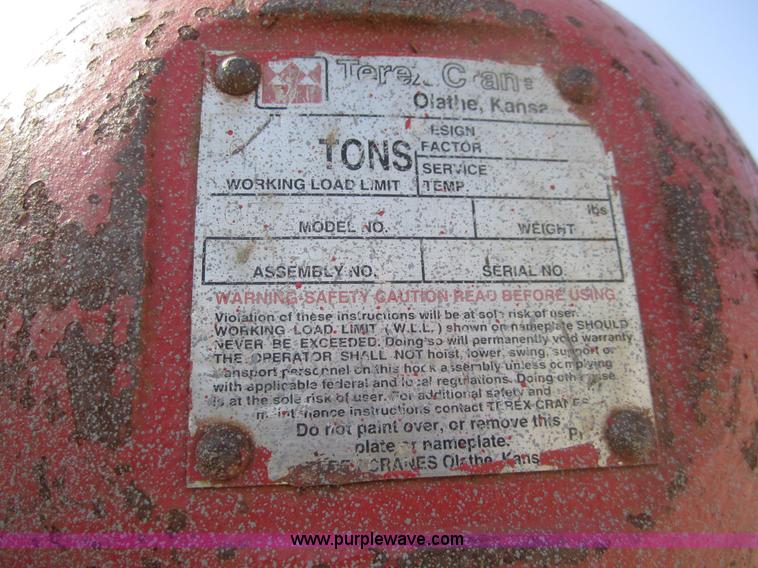 Terex Crane
Olathe, Kansa
TONS
ESIGN
FACTOR
WORKING LOAD LIMIT
SERVICE
TEMP.
lbs
MODEL NO.
WEIGHT
ASSEMBLY NO.
SERIAL NO.
WARNING-SAFETY CAUTION READ BEFORE USING
Violation of these instructions will be at sole risk of user.
WORKING LOAD LIMIT (W.L.L.) shown on nameplate SHOULD
NEVER BE EXCEEDED. Doing so will permanently void warranty
THE OPERATOR SHALL NOT hoist, lower, swing, support or
transport personnel on this hook assembly unless complying
with applicable federal and local regulations. Doing otherwise
is at the sole risk of user. For additional safety and
maintenance instructions contact TEREX CRANES
Do not paint over, or remove this
plate or nameplate.
P
CRANES Olathe, Kans
www.purplewave.com